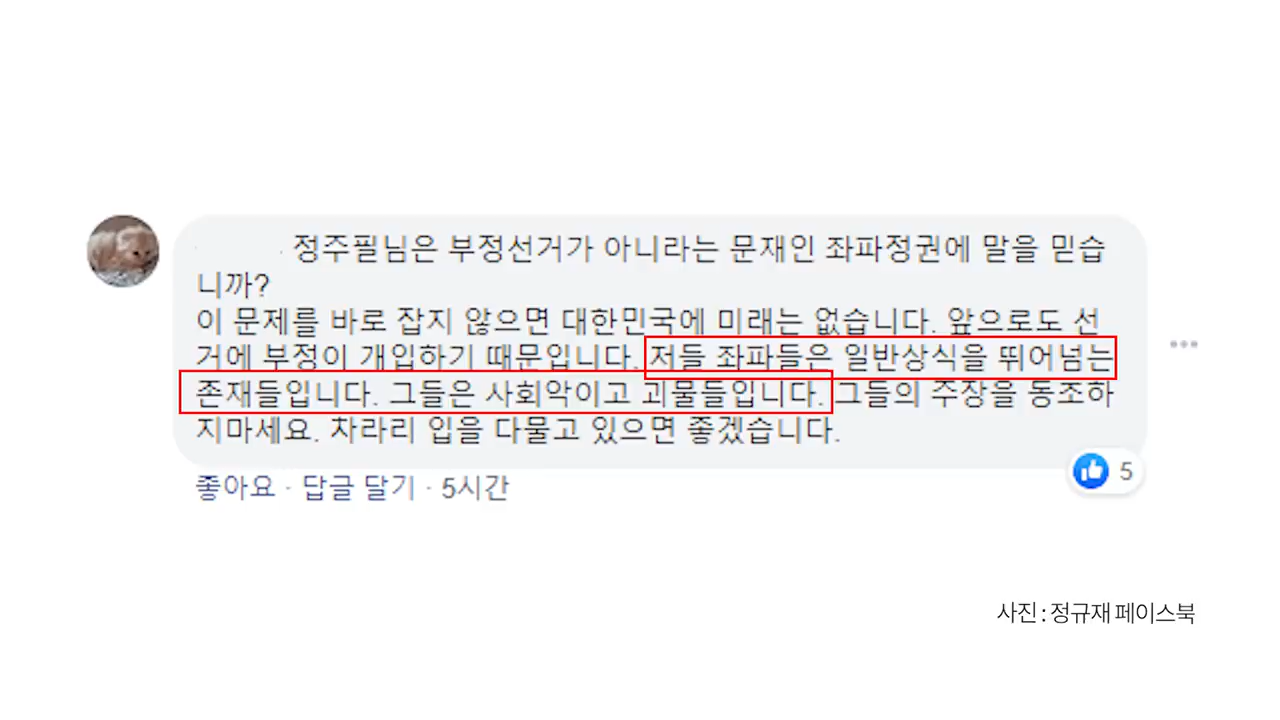 정주필님은 부정선거가 아니라는 문재인 좌파정권에 말을 믿습
니까?
이 문제를 바로 잡지 않으면 대한민국에 미래는 없습니다. 앞으로도 선
거에 부정이 개입하기 때문입니다. 저들 좌파들은 일반상식을 뛰어넘는
존재들입니다. 그들은 사회악이고 괴물들입니다. 그들의 주장을 동조하
지마세요. 차라리 입을 다물고 있으면 좋겠습니다.
5
좋아요 · 답글 달기 · 5시간
사진 : 정규재 페이스북